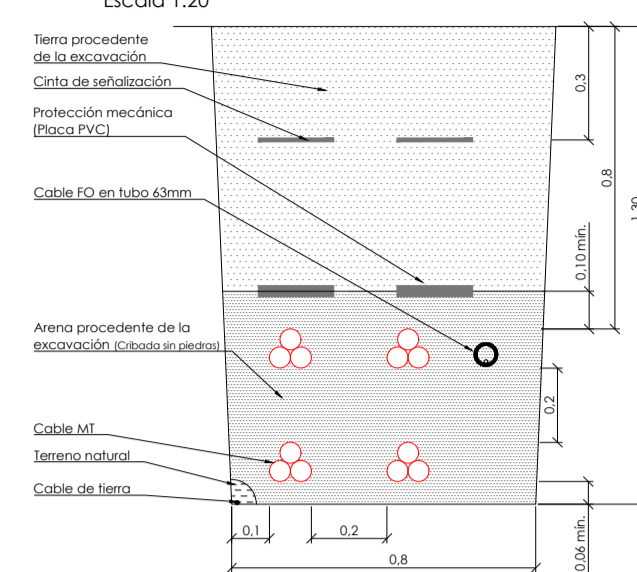 Escala 1:20
Tierra procedente
de la excavación
Cinta de señalización
Protección mecánica
(Placa PVC)
Cable FO en tubo 63mm
Arena procedente de la
excavación (Cribada sin piedras)
Cable MT
Terreno natural
Cable de tierra
0,3
0,8
1,30
0,10 mín.
0,2
0,06 mín.
0,1
0,2
0,8